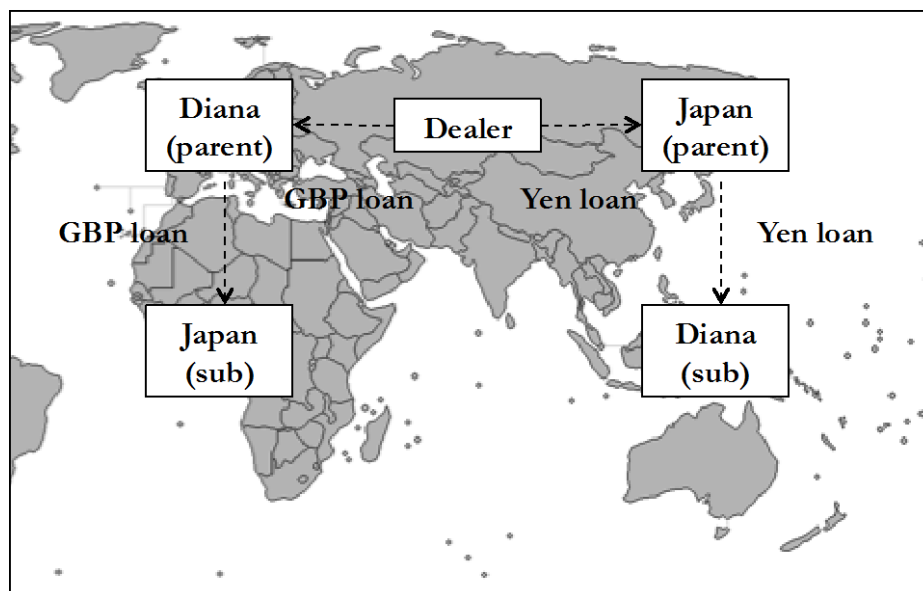 Diana
(parent)
Dealer
Japan
(parent)
GBP loan
Yen loan
GBP loan
Yen loan
Japan
(sub)
Diana
(sub)